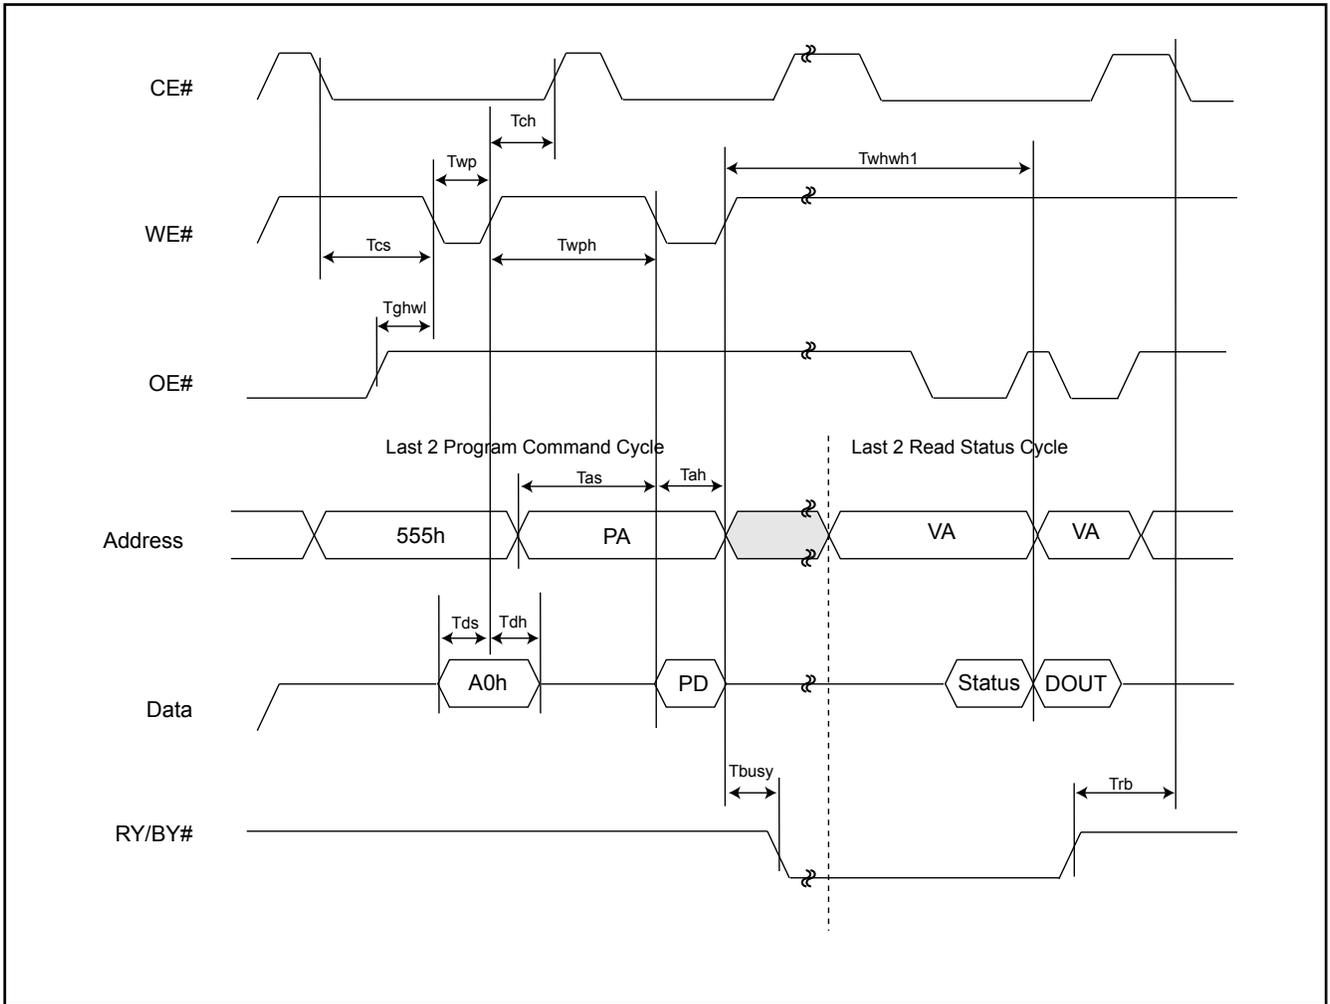 CE#
Tch
Twhwh1
Twp
WE#
Tcs
Twph
Tghwl
OE#
Last 2 Program Command Cycle
Last 2 Read Status Cycle
Tas
Tah
Address
555h
PA
VA
VA
Tds
Tdh
Data
A0h
PD
Status
DOUT
Tbusy
Trb
RY/BY#